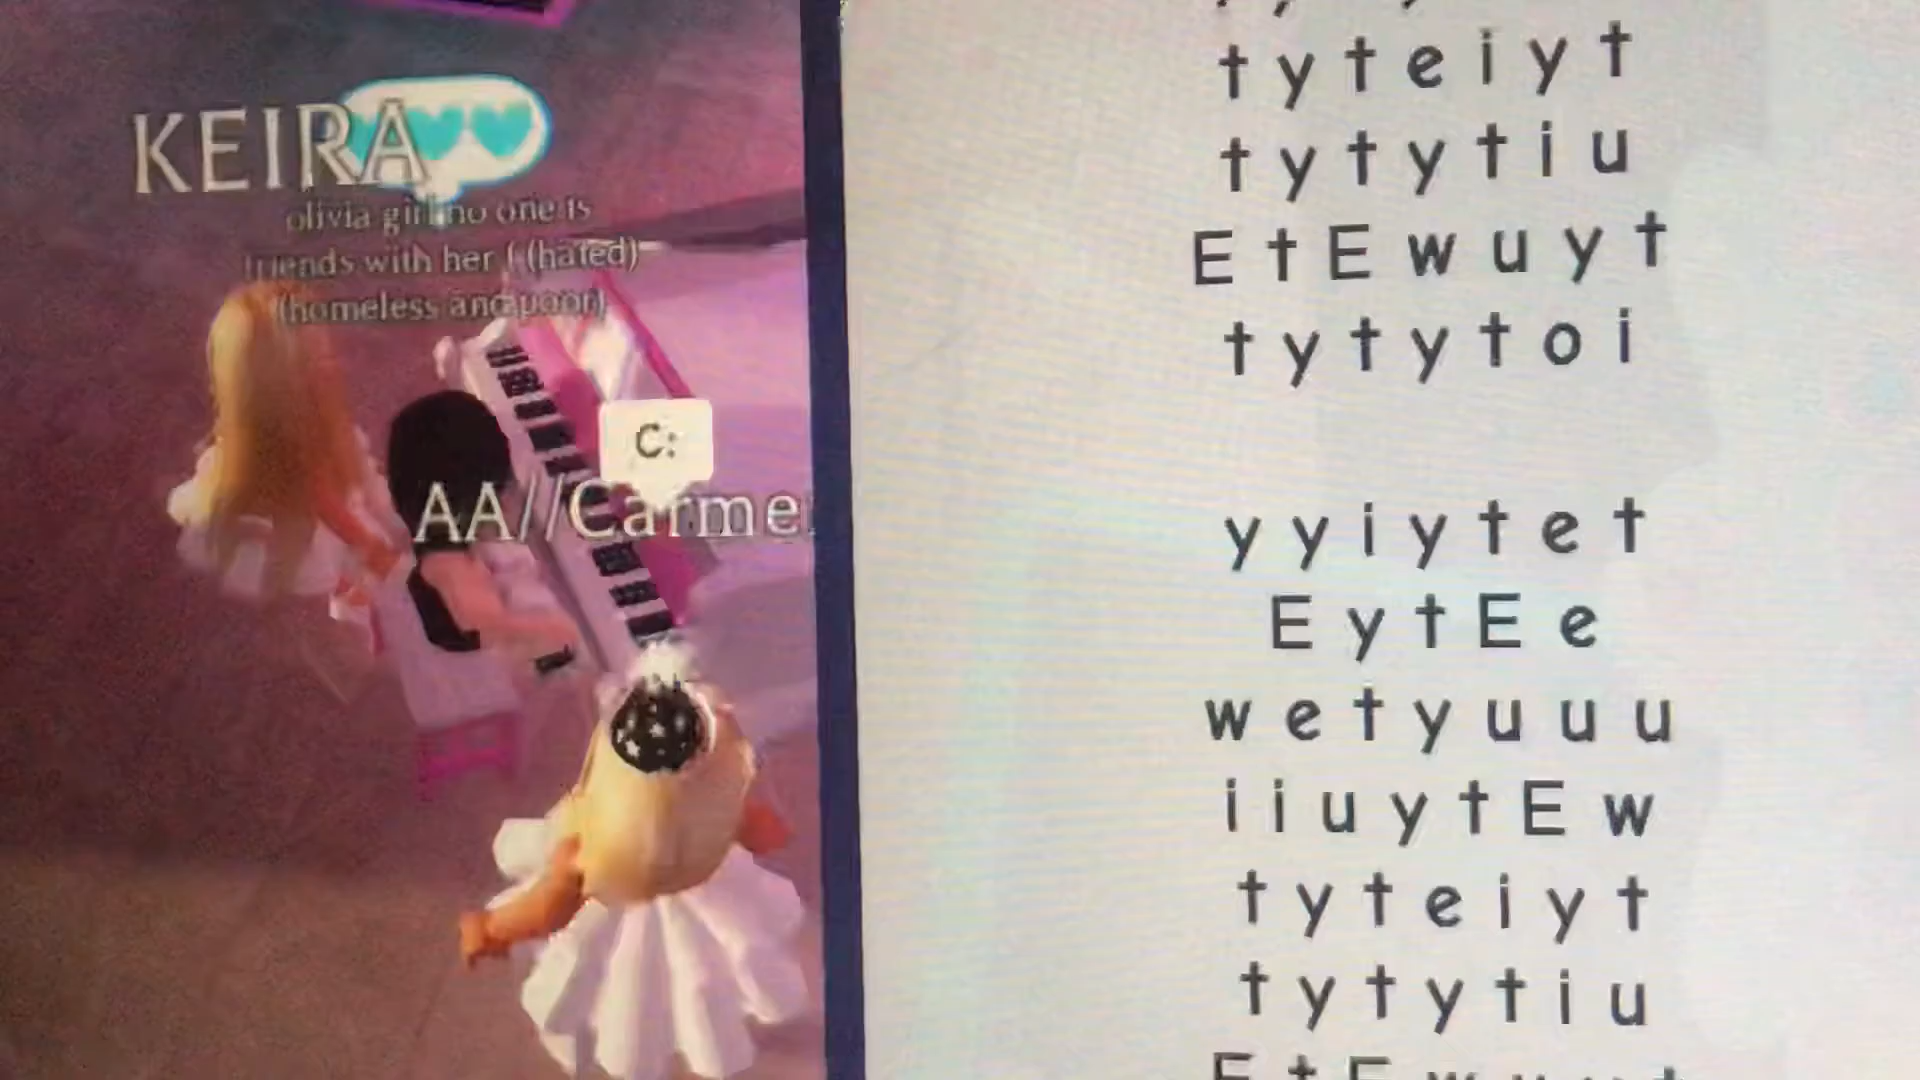 KEIRA
olivia girl no one is
friends with her ( (hated)
(homeless and poor)
C:
AA//Carme
t y t e i y t
t y t y t i u
E t E w u y t
t y t y t o i
y y i y t e t
E y t E e
w e t y u u u
i i u y t E w
t y t e i y t
t y t y t i u
E t E w u y t